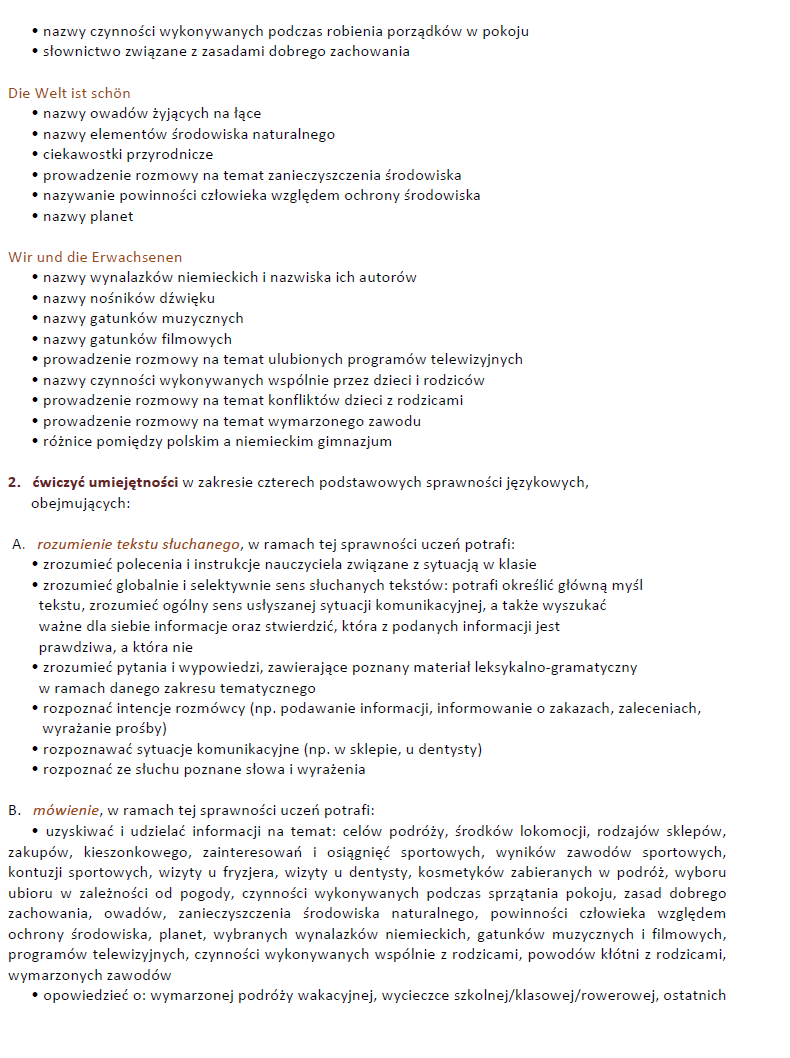 • nazwy czynności wykonywanych podczas robienia porządków w pokoju
• słownictwo związane z zasadami dobrego zachowania
Die Welt ist schön
• nazwy owadów żyjących na łące
• nazwy elementów środowiska naturalnego
• ciekawostki przyrodnicze
• prowadzenie rozmowy na temat zanieczyszczenia środowiska
• nazywanie powinności człowieka względem ochrony środowiska
• nazwy planet
Wir und die Erwachsenen
• nazwy wynalazków niemieckich i nazwiska ich autorów
• nazwy nośników dźwięku
• nazwy gatunków muzycznych
• nazwy gatunków filmowych
• prowadzenie rozmowy na temat ulubionych programów telewizyjnych
• nazwy czynności wykonywanych wspólnie przez dzieci i rodziców
• prowadzenie rozmowy na temat konfliktów dzieci z rodzicami
• prowadzenie rozmowy na temat wymarzonego zawodu
• różnice pomiędzy polskim a niemieckim gimnazjum
2. ćwiczyć umiejętności w zakresie czterech podstawowych sprawności językowych,
obejmujących:
A. rozumienie tekstu słuchanego, w ramach tej sprawności uczeń potrafi:
• zrozumieć polecenia i instrukcje nauczyciela związane z sytuacją w klasie
• zrozumieć globalnie i selektywnie sens słuchanych tekstów: potrafi określić główną myśl
tekstu, zrozumieć ogólny sens usłyszanej sytuacji komunikacyjnej, a także wyszukać
ważne dla siebie informacje oraz stwierdzić, która z podanych informacji jest
prawdziwa, a która nie
• zrozumieć pytania i wypowiedzi, zawierające poznany materiał leksykalno-gramatyczny
w ramach danego zakresu tematycznego
• rozpoznać intencje rozmówcy (np. podawanie informacji, informowanie o zakazach, zaleceniach,
wyrażanie prośby)
• rozpoznawać sytuacje komunikacyjne (np. w sklepie, u dentysty)
• rozpoznać ze słuchu poznane słowa i wyrażenia
B. mówienie, w ramach tej sprawności uczeń potrafi:
• uzyskiwać i udzielać informacji na temat: celów podróży, środków lokomocji, rodzajów sklepów,
zakupów, kieszonkowego, zainteresowań i osiągnięć sportowych, wyników zawodów sportowych,
kontuzji sportowych, wizyty u fryzjera, wizyty u dentysty, kosmetyków zabieranych w podróż, wyboru
ubioru w zależności od pogody, czynności wykonywanych podczas sprzątania pokoju, zasad dobrego
zachowania, owadów, zanieczyszczenia środowiska naturalnego, powinności człowieka względem
ochrony środowiska, planet, wybranych wynalazków niemieckich, gatunków muzycznych i filmowych,
programów telewizyjnych, czynności wykonywanych wspólnie z rodzicami, powodów kłótni z rodzicami,
wymarzonych zawodów
• opowiedzieć o: wymarzonej podróży wakacyjnej, wycieczce szkolnej/klasowej/rowerowej, ostatnich